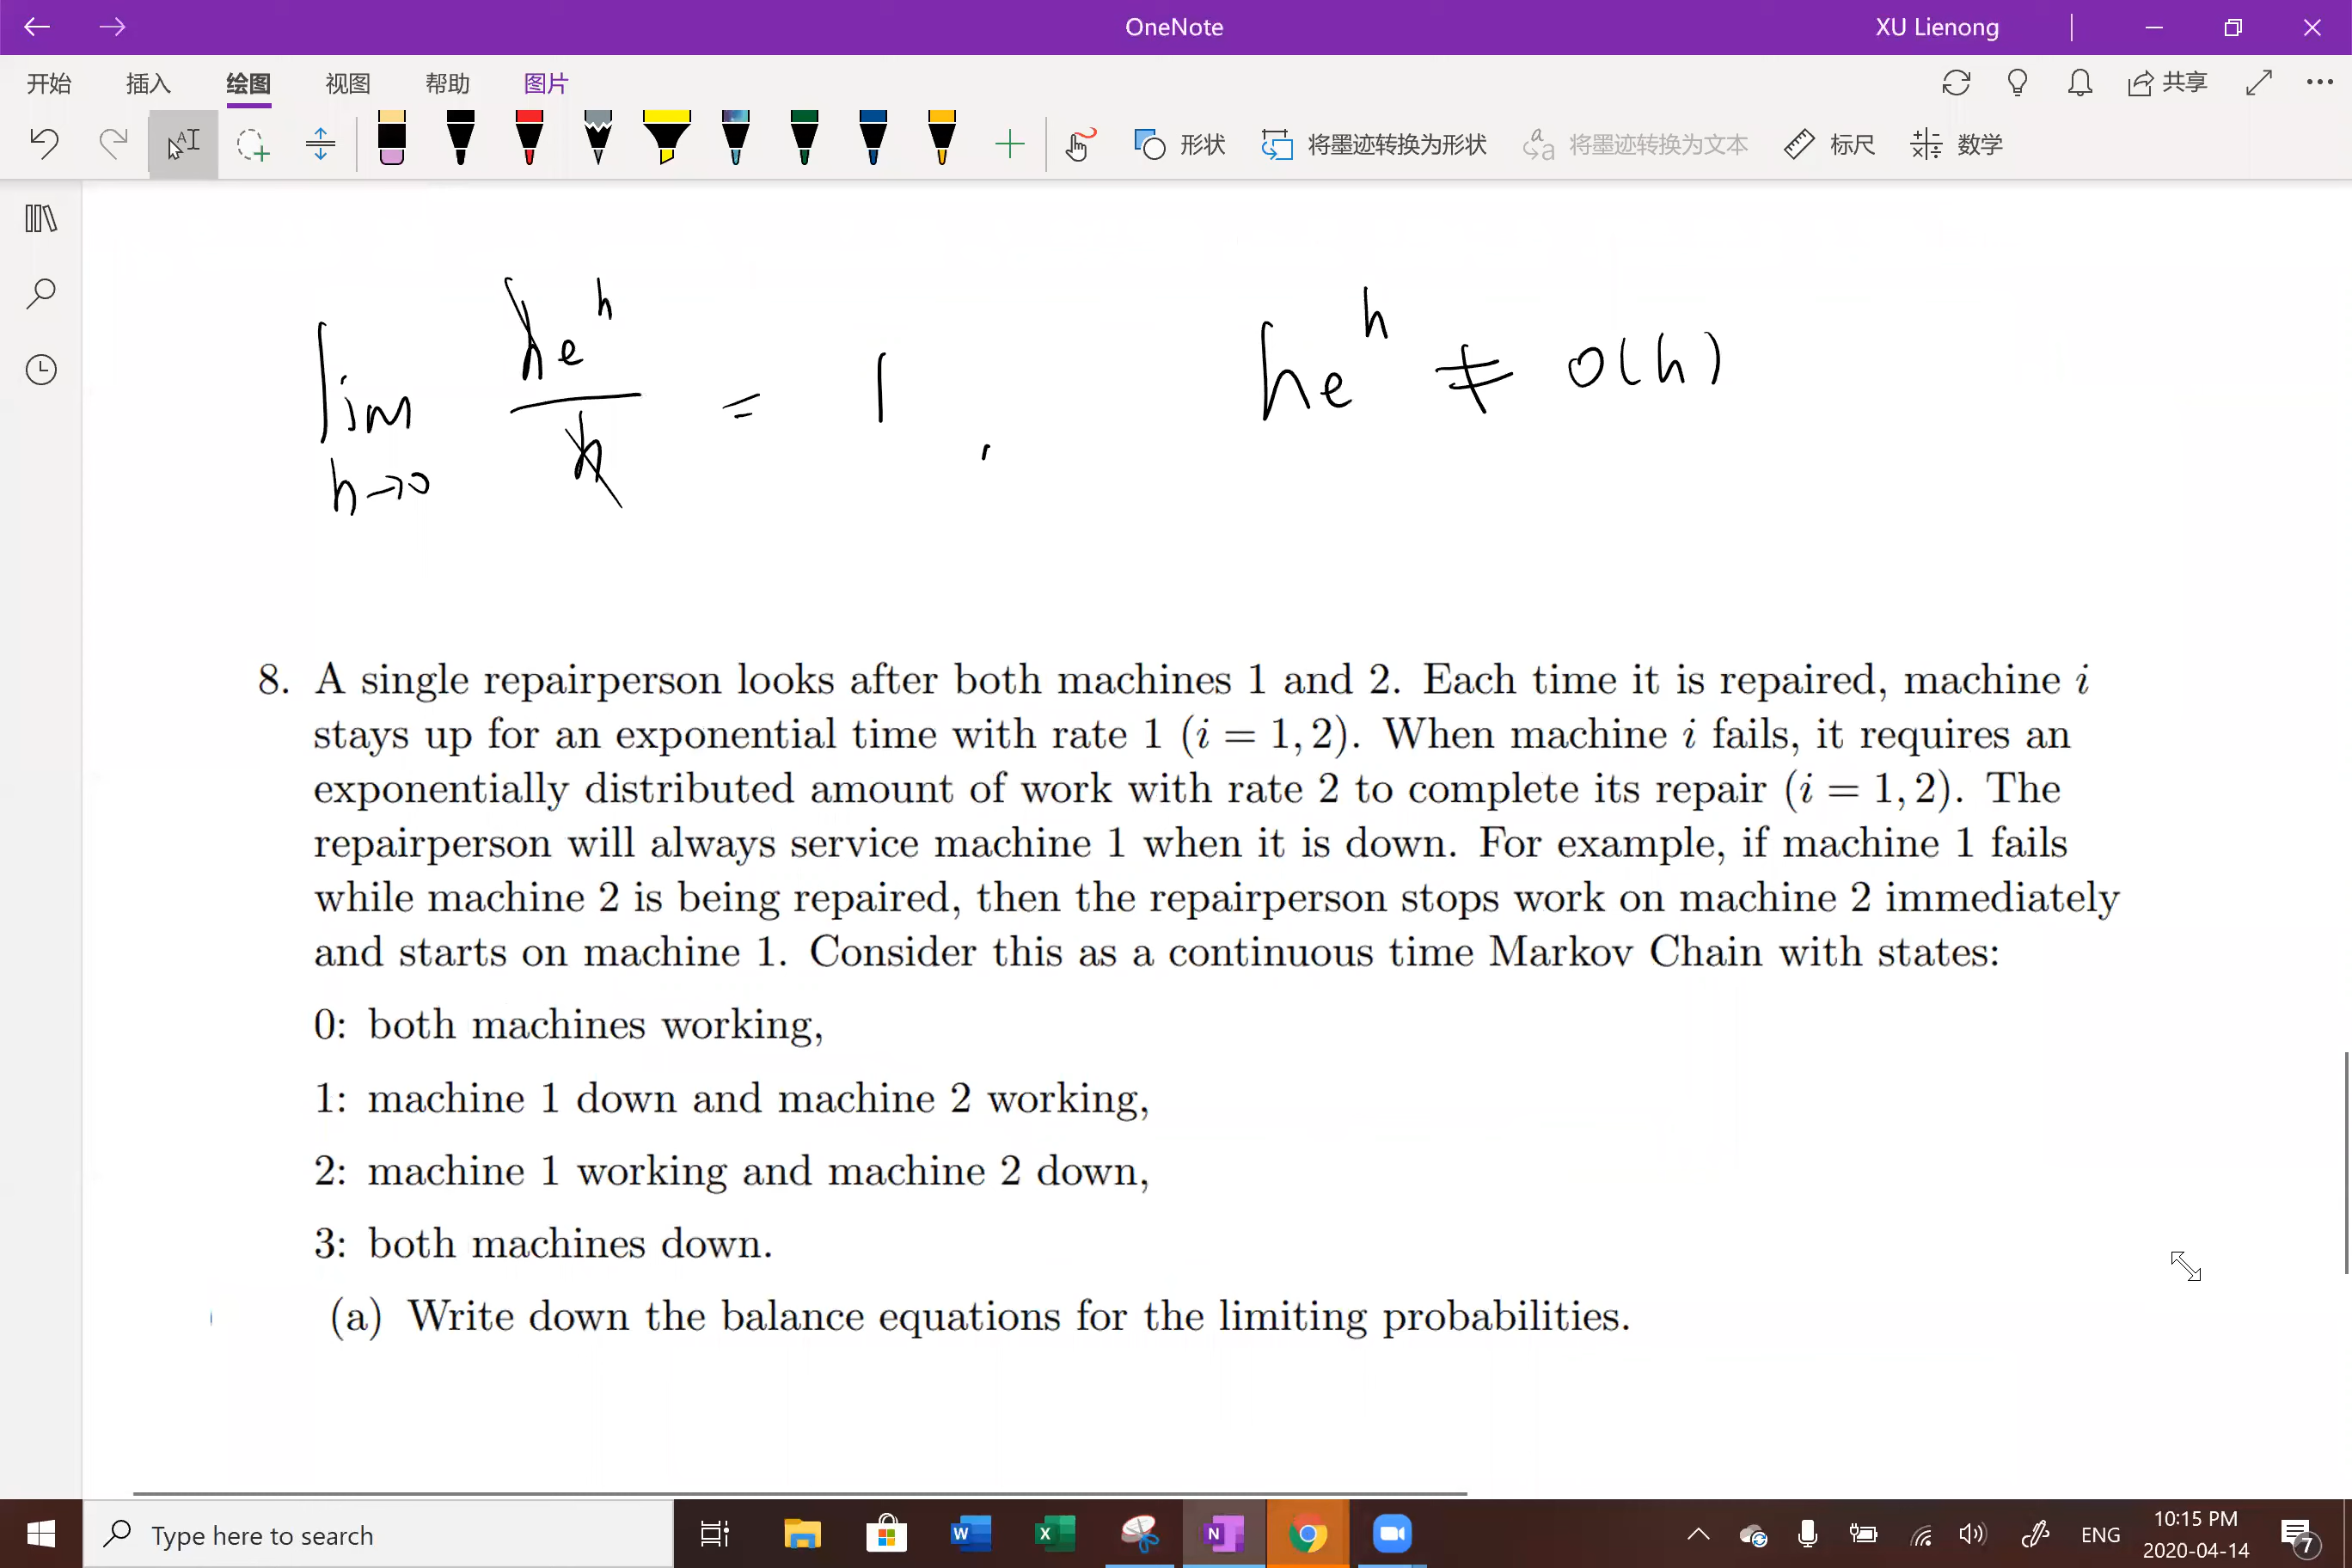 OneNote
XU Lienong
开始 插入 绘图 视图 帮助 图片
共享
形状 将墨迹转换为形状 将墨迹转换为文本 标尺 数学
lim h→0 he^h / h = 1 , he^h ≠ o(h)
8. A single repairperson looks after both machines 1 and 2. Each time it is repaired, machine i
stays up for an exponential time with rate 1 (i = 1, 2). When machine i fails, it requires an
exponentially distributed amount of work with rate 2 to complete its repair (i = 1, 2). The
repairperson will always service machine 1 when it is down. For example, if machine 1 fails
while machine 2 is being repaired, then the repairperson stops work on machine 2 immediately
and starts on machine 1. Consider this as a continuous time Markov Chain with states:
0: both machines working,
1: machine 1 down and machine 2 working,
2: machine 1 working and machine 2 down,
3: both machines down.
(a) Write down the balance equations for the limiting probabilities.
Type here to search
ENG
10:15 PM
2020-04-14
7